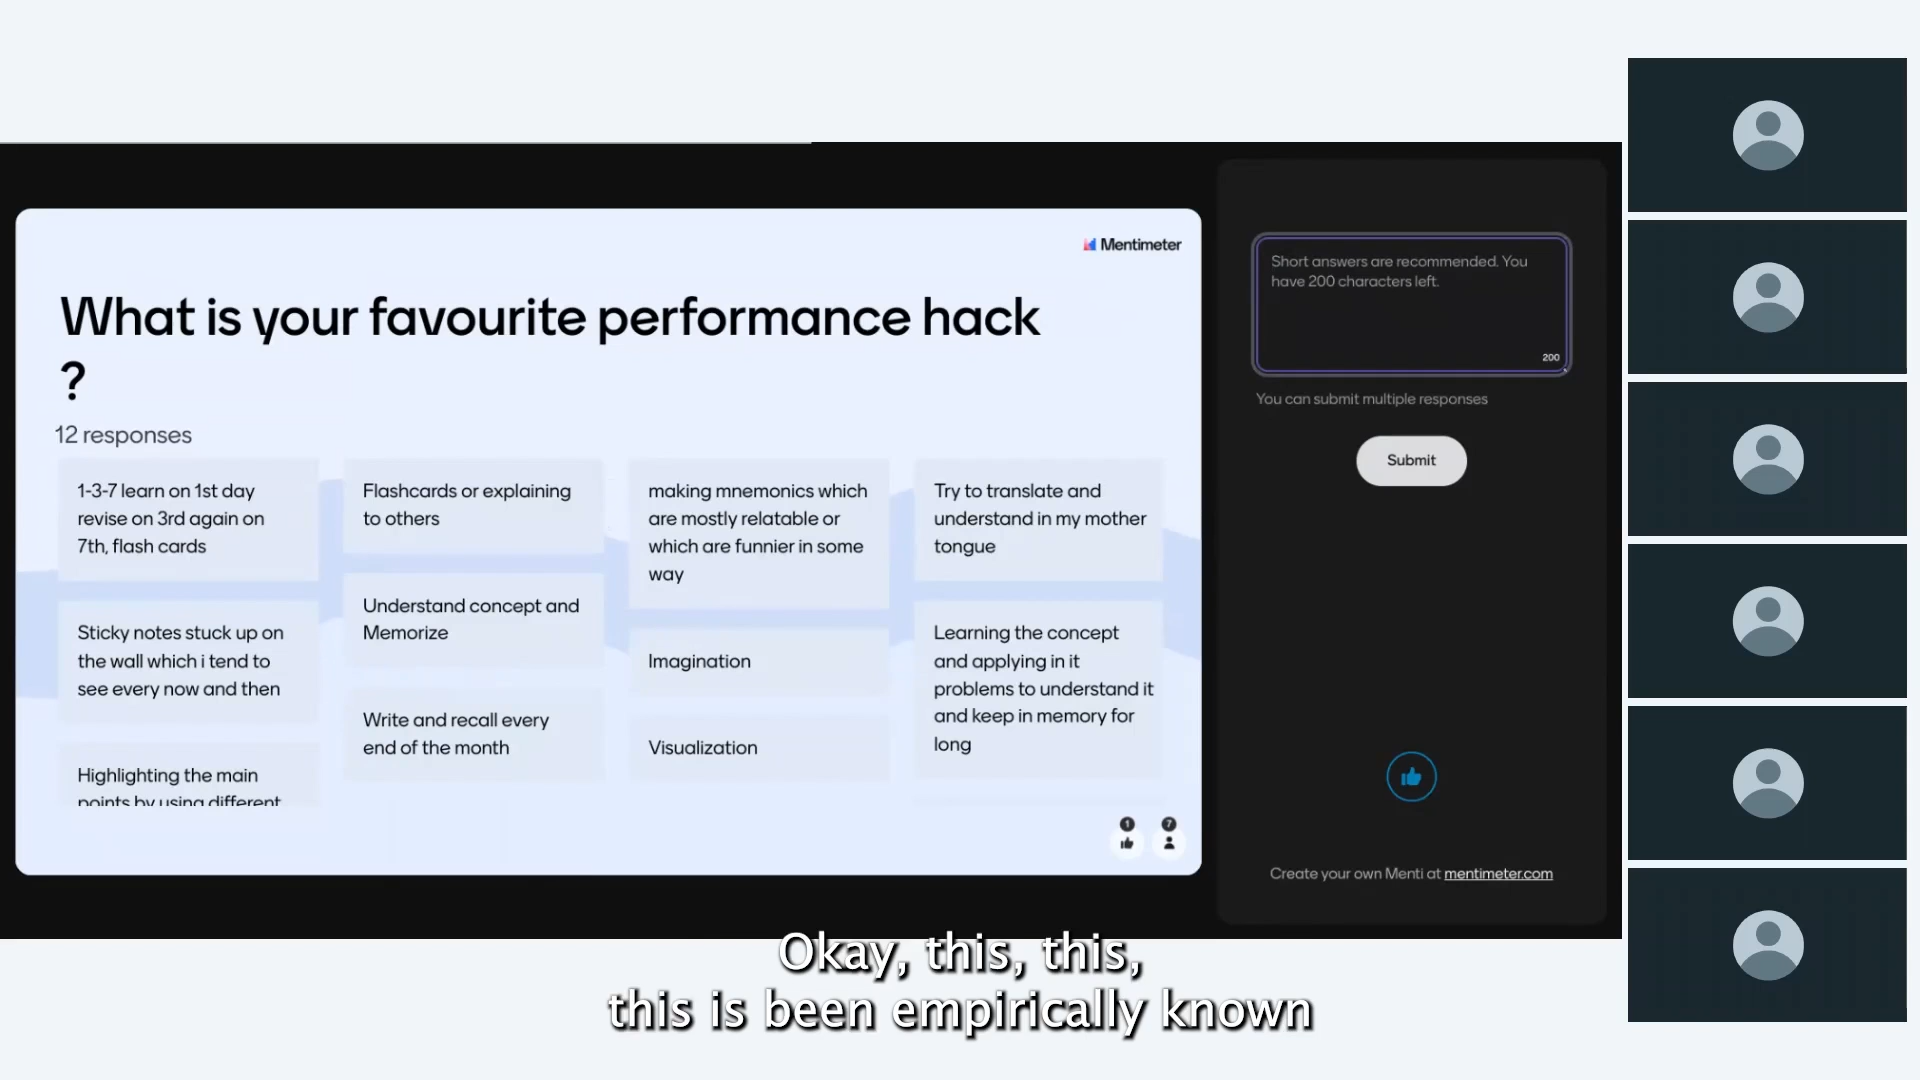 Mentimeter
What is your favourite performance hack
?
12 responses
1-3-7 learn on 1st day
revise on 3rd again on
7th, flash cards
Sticky notes stuck up on
the wall which i tend to
see every now and then
Highlighting the main
points by using different
Flashcards or explaining
to others
Understand concept and
Memorize
Write and recall every
end of the month
making mnemonics which
are mostly relatable or
which are funnier in some
way
Imagination
Visualization
Try to translate and
understand in my mother
tongue
Learning the concept
and applying in it
problems to understand it
and keep in memory for
long
1
7
Short answers are recommended. You
have 200 characters left.
200
You can submit multiple responses
Submit
Create your own Menti at mentimeter.com
Okay, this, this,
this is been empirically known